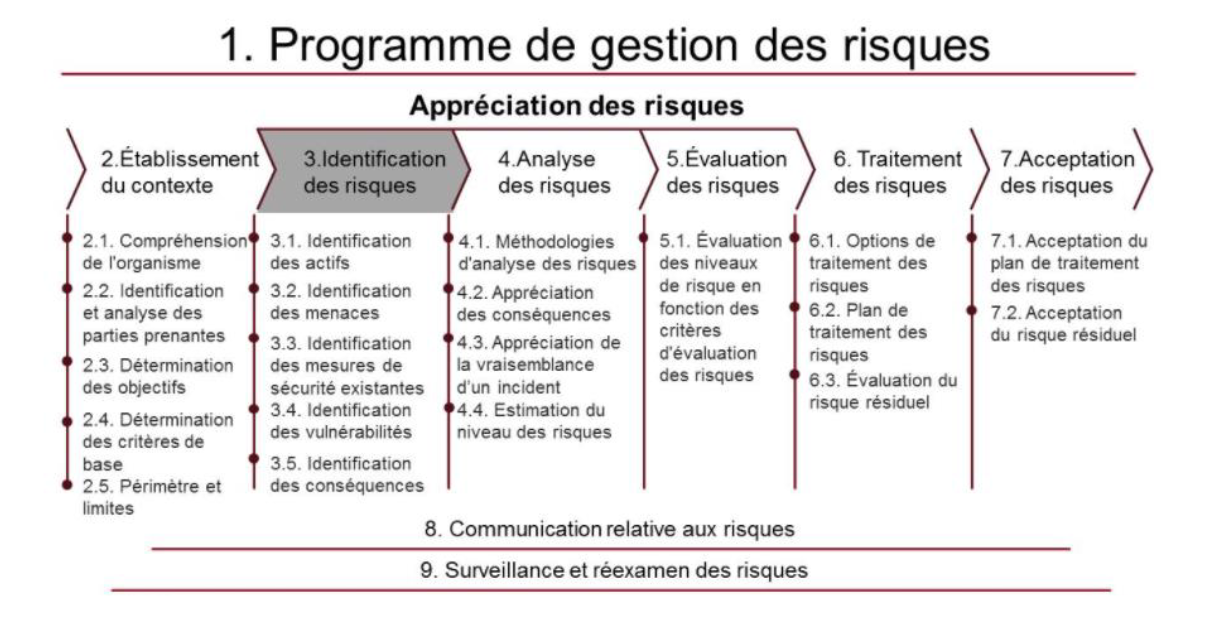 1. Programme de gestion des risques
Appréciation des risques
2.Établissement
du contexte
3.Identification
des risques
4.Analyse
des risques
5.Évaluation
des risques
6. Traitement
des risques
7.Acceptation
des risques
2.1. Compréhension
de l'organisme
2.2. Identification
et analyse des
parties prenantes
2.3. Détermination
des objectifs
2.4. Détermination
des critères de
base
2.5. Périmètre et
limites
3.1. Identification
des actifs
3.2. Identification
des menaces
3.3. Identification
des mesures de
sécurité existantes
3.4. Identification
des vulnérabilités
3.5. Identification
des conséquences
4.1. Méthodologies
d'analyse des risques
4.2. Appréciation
des conséquences
4.3. Appréciation de
la vraisemblance
d'un incident
4.4. Estimation du
niveau des risques
5.1. Évaluation
des niveaux
de risque en
fonction des
critères
d'évaluation
des risques
6.1. Options de
traitement des
risques
6.2. Plan de
traitement des
risques
6.3. Évaluation du
risque résiduel
7.1. Acceptation du
plan de traitement
des risques
7.2. Acceptation
du risque résiduel
8. Communication relative aux risques
9. Surveillance et réexamen des risques